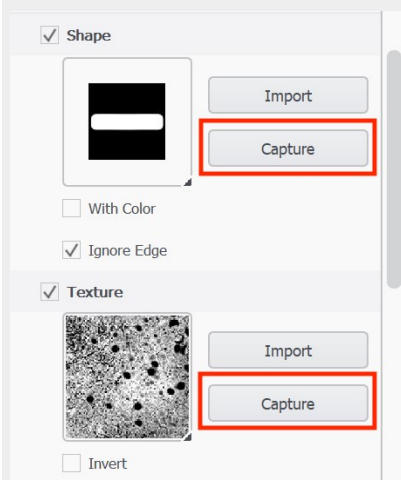 Shape
Import
Capture
With Color
Ignore Edge
Texture
Import
Capture
Invert